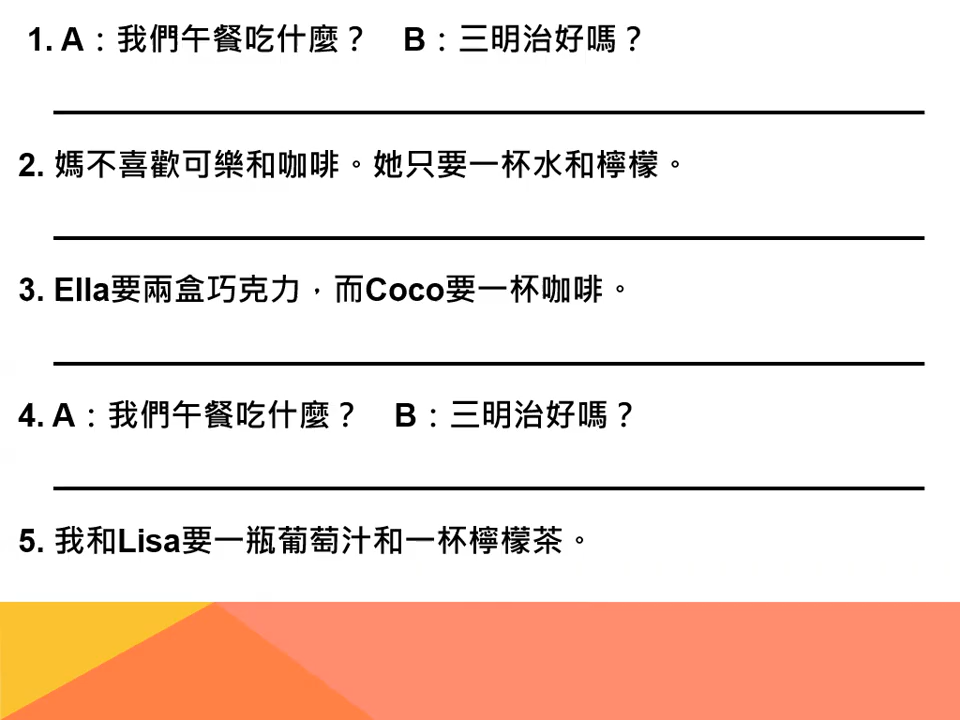 1. A：我們午餐吃什麼？ B：三明治好嗎？
2. 媽不喜歡可樂和咖啡。她只要一杯水和檸檬。
3. Ella要兩盒巧克力，而Coco要一杯咖啡。
4. A：我們午餐吃什麼？ B：三明治好嗎？
5. 我和Lisa要一瓶葡萄汁和一杯檸檬茶。